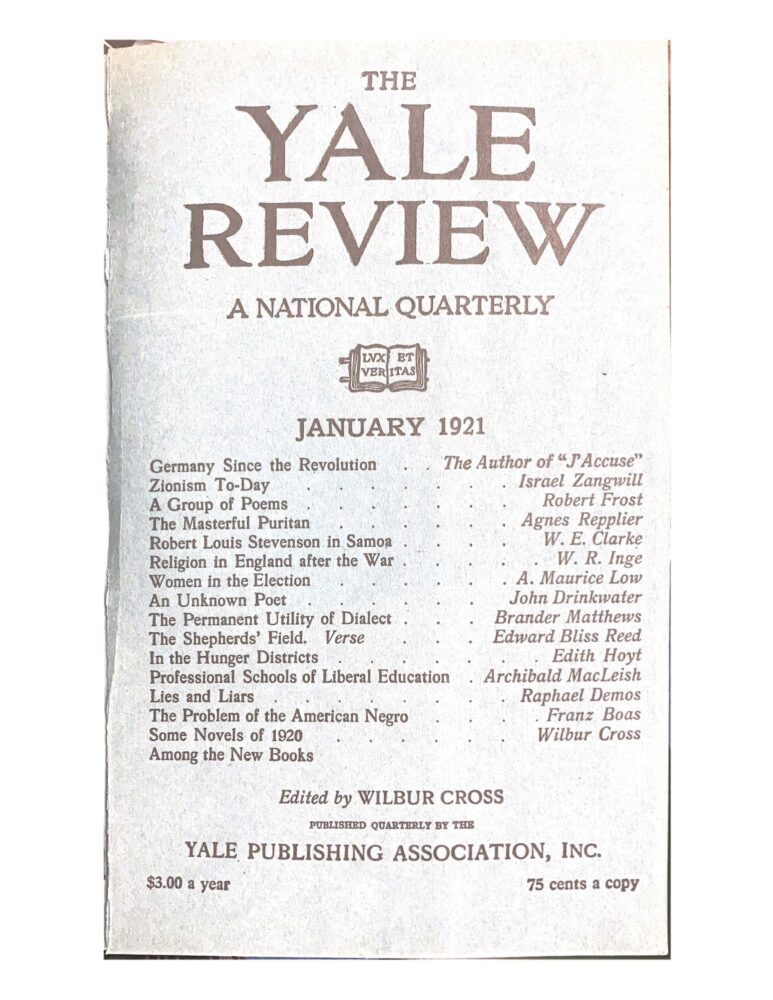 THE
YALE
REVIEW
A NATIONAL QUARTERLY
LVX ET
VERITAS
JANUARY 1921
Germany Since the Revolution . . The Author of "J'Accuse"
Zionism To-Day . . . . . . Israel Zangwill
A Group of Poems . . . . . . Robert Frost
The Masterful Puritan . . . . . Agnes Repplier
Robert Louis Stevenson in Samoa . . . . W. E. Clarke
Religion in England after the War . . . . . W. R. Inge
Women in the Election . . . . . A. Maurice Low
An Unknown Poet . . . . . . John Drinkwater
The Permanent Utility of Dialect . . . Brander Matthews
The Shepherds' Field. Verse . . . Edward Bliss Reed
In the Hunger Districts . . . . . . Edith Hoyt
Professional Schools of Liberal Education . Archibald MacLeish
Lies and Liars . . . . . . . Raphael Demos
The Problem of the American Negro . . . . Franz Boas
Some Novels of 1920 . . . . . Wilbur Cross
Among the New Books
Edited by WILBUR CROSS
PUBLISHED QUARTERLY BY THE
YALE PUBLISHING ASSOCIATION, INC.
$3.00 a year 75 cents a copy